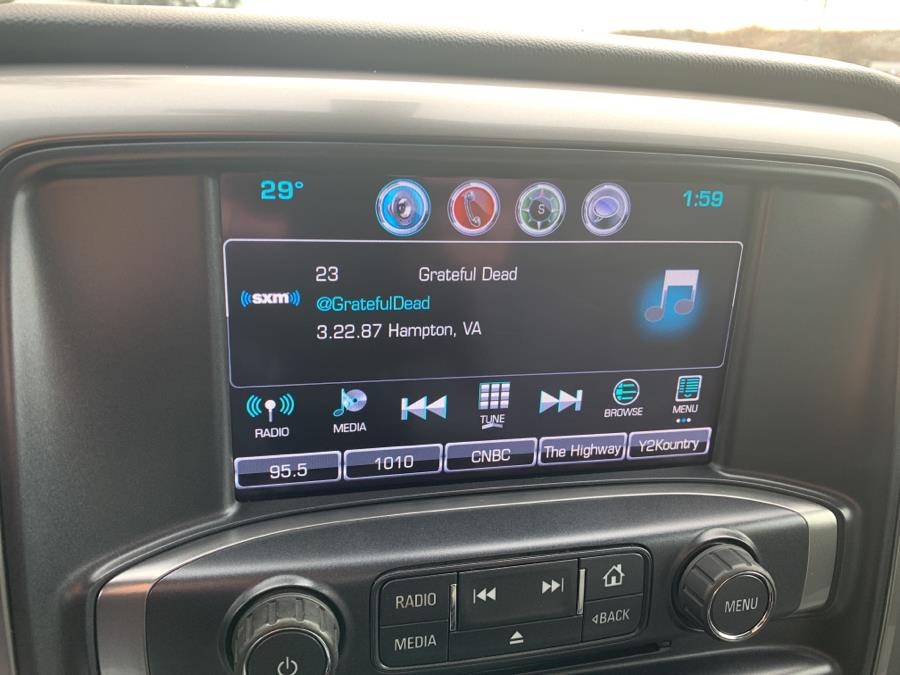 29° S 1:59
23 Grateful Dead
sxm @GratefulDead
3.22.87 Hampton, VA
RADIO MEDIA TUNE BROWSE MENU
95.5 1010 CNBC The Highway Y2Kountry
RADIO
MEDIA
BACK
MENU